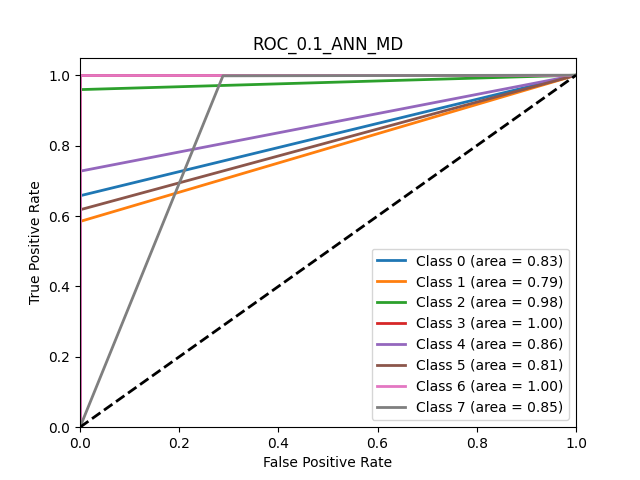 ROC_0.1_ANN_MD
1.0
0.8
0.6
0.4
0.2
0.0
True Positive Rate
Class 0 (area = 0.83)
Class 1 (area = 0.79)
Class 2 (area = 0.98)
Class 3 (area = 1.00)
Class 4 (area = 0.86)
Class 5 (area = 0.81)
Class 6 (area = 1.00)
Class 7 (area = 0.85)
0.0 0.2 0.4 0.6 0.8 1.0
False Positive Rate